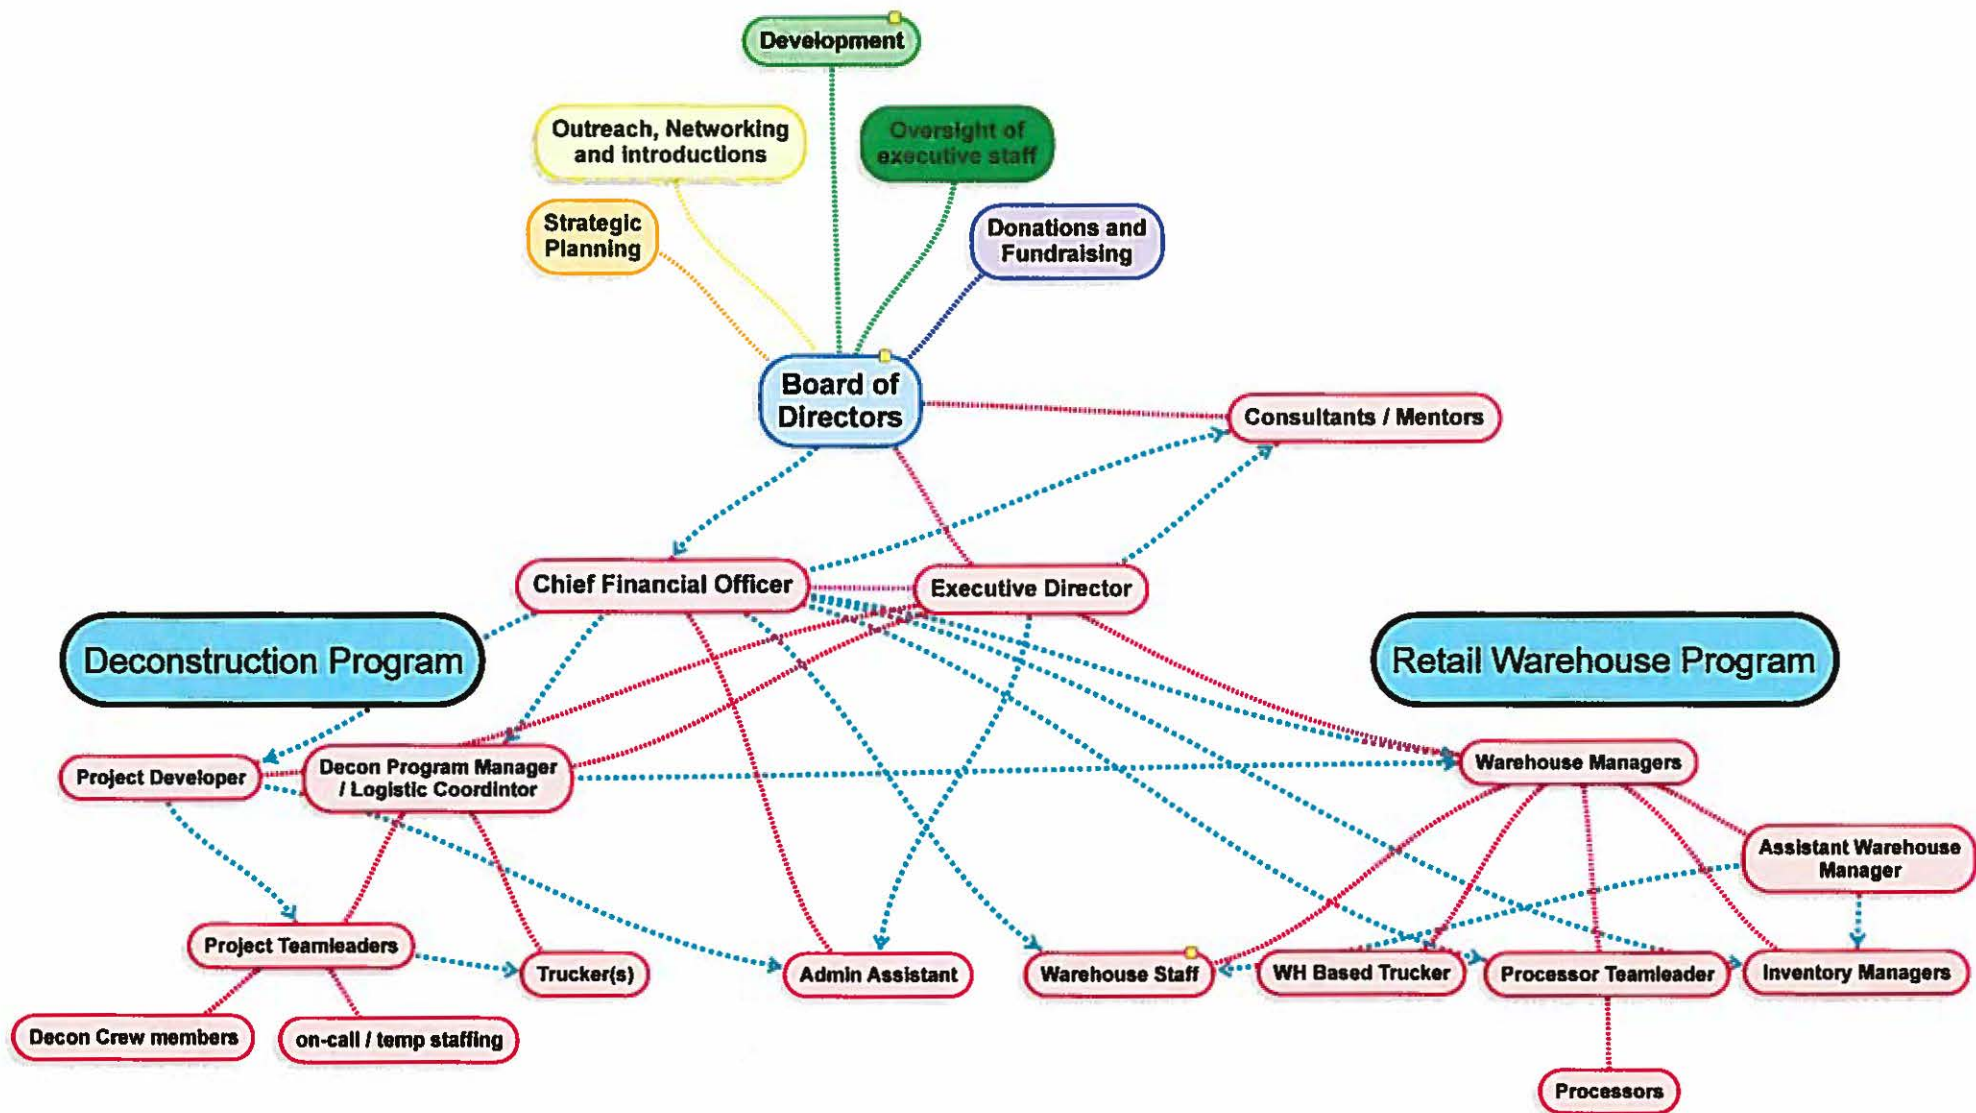 Development
Outreach, Networking
and introductions
Oversight of
executive staff
Strategic
Planning
Donations and
Fundraising
Board of
Directors
Consultants / Mentors
Chief Financial Officer
Executive Director
Deconstruction Program
Retail Warehouse Program
Project Developer
Decon Program Manager
/ Logistic Coordintor
Warehouse Managers
Assistant Warehouse
Manager
Project Teamleaders
Trucker(s)
Admin Assistant
Warehouse Staff
WH Based Trucker
Processor Teamleader
Inventory Managers
Decon Crew members
on-call / temp staffing
Processors